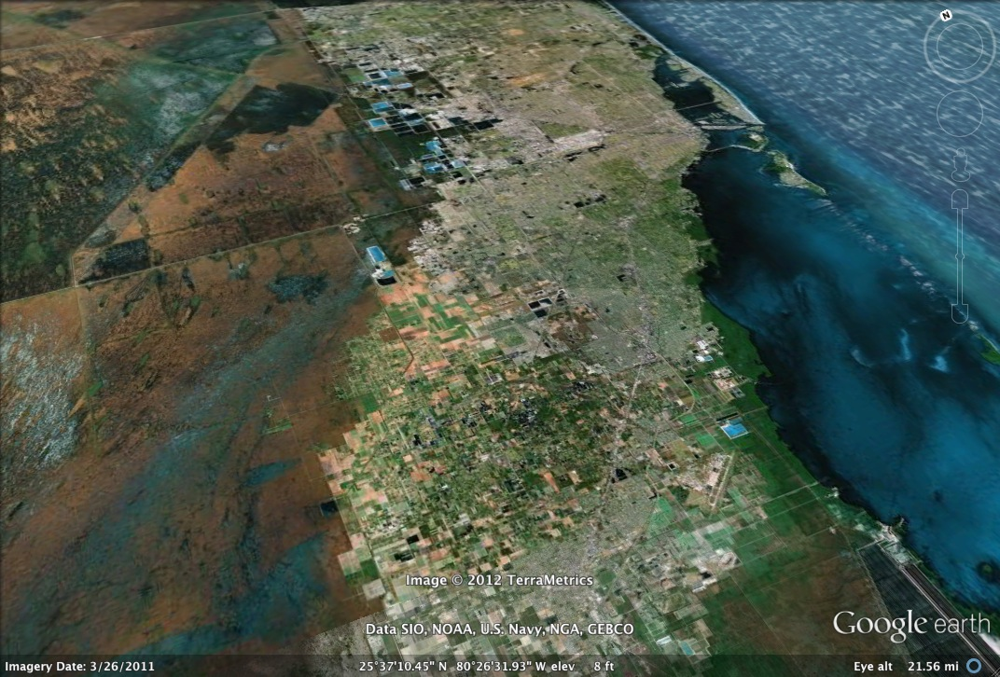 N
Image © 2012 TerraMetrics
Data SIO, NOAA, U.S. Navy, NGA, GEBCO
Google earth
Imagery Date: 3/26/2011 25°37'10.45" N 80°26'31.93" W elev 8 ft Eye alt 21.56 mi